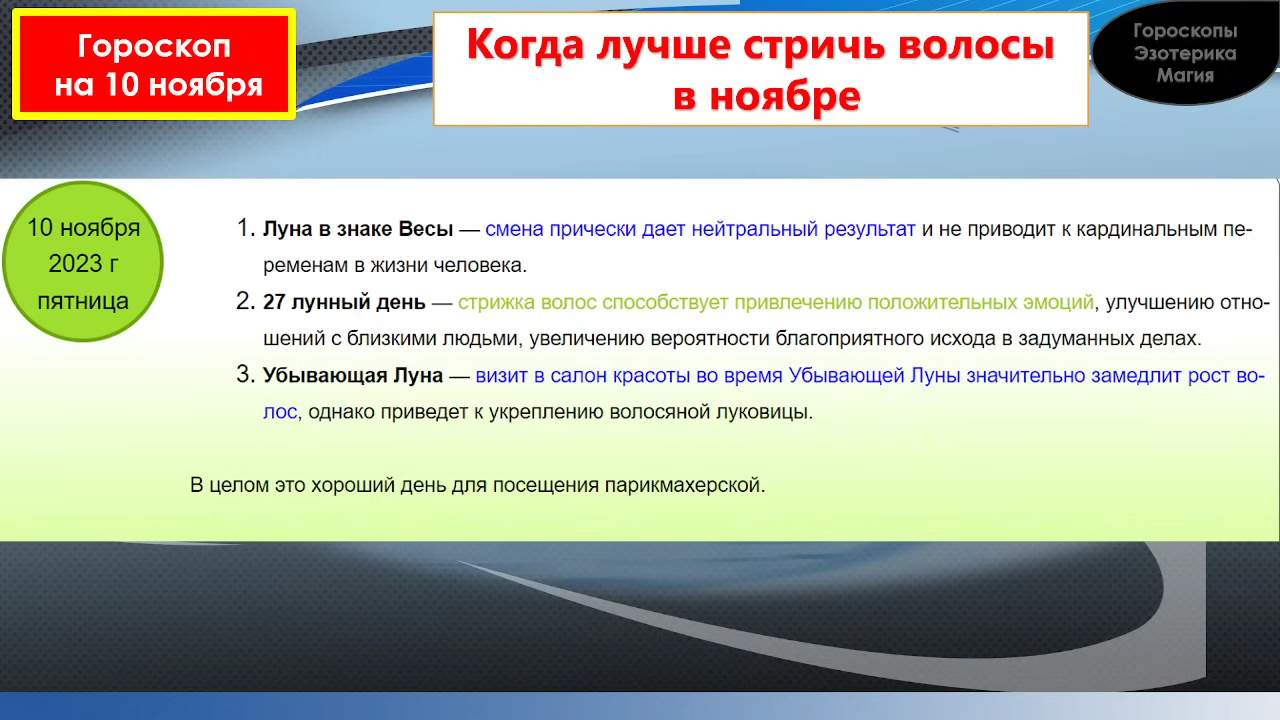 Гороскоп
на 10 ноября
Когда лучше стричь волосы
в ноябре
Гороскопы
Эзотерика
Магия
10 ноября
2023 г
пятница
1. Луна в знаке Весы — смена прически дает нейтральный результат и не приводит к кардинальным пе-
ременам в жизни человека.
2. 27 лунный день — стрижка волос способствует привлечению положительных эмоций, улучшению отно-
шений с близкими людьми, увеличению вероятности благоприятного исхода в задуманных делах.
3. Убывающая Луна — визит в салон красоты во время Убывающей Луны значительно замедлит рост во-
лос, однако приведет к укреплению волосяной луковицы.
В целом это хороший день для посещения парикмахерской.